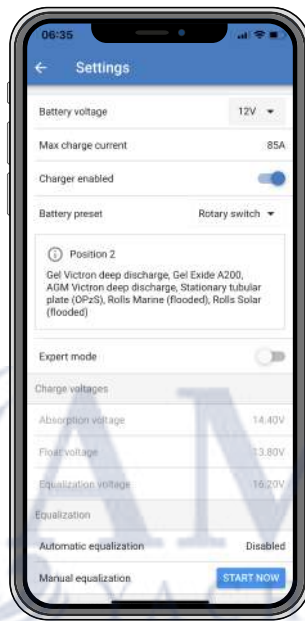 06:35
Settings
Battery voltage 12V
Max charge current 85A
Charger enabled
Battery preset Rotary switch
Position 2
Gel Victron deep discharge, Gel Exide A200,
AGM Victron deep discharge, Stationary tubular
plate (OPzS), Rolls Marine (flooded), Rolls Solar
(flooded)
Expert mode
Charge voltages
Absorption voltage 14.40V
Float voltage 13.80V
Equalization voltage 16.20V
Equalization
Automatic equalization Disabled
Manual equalization START NOW